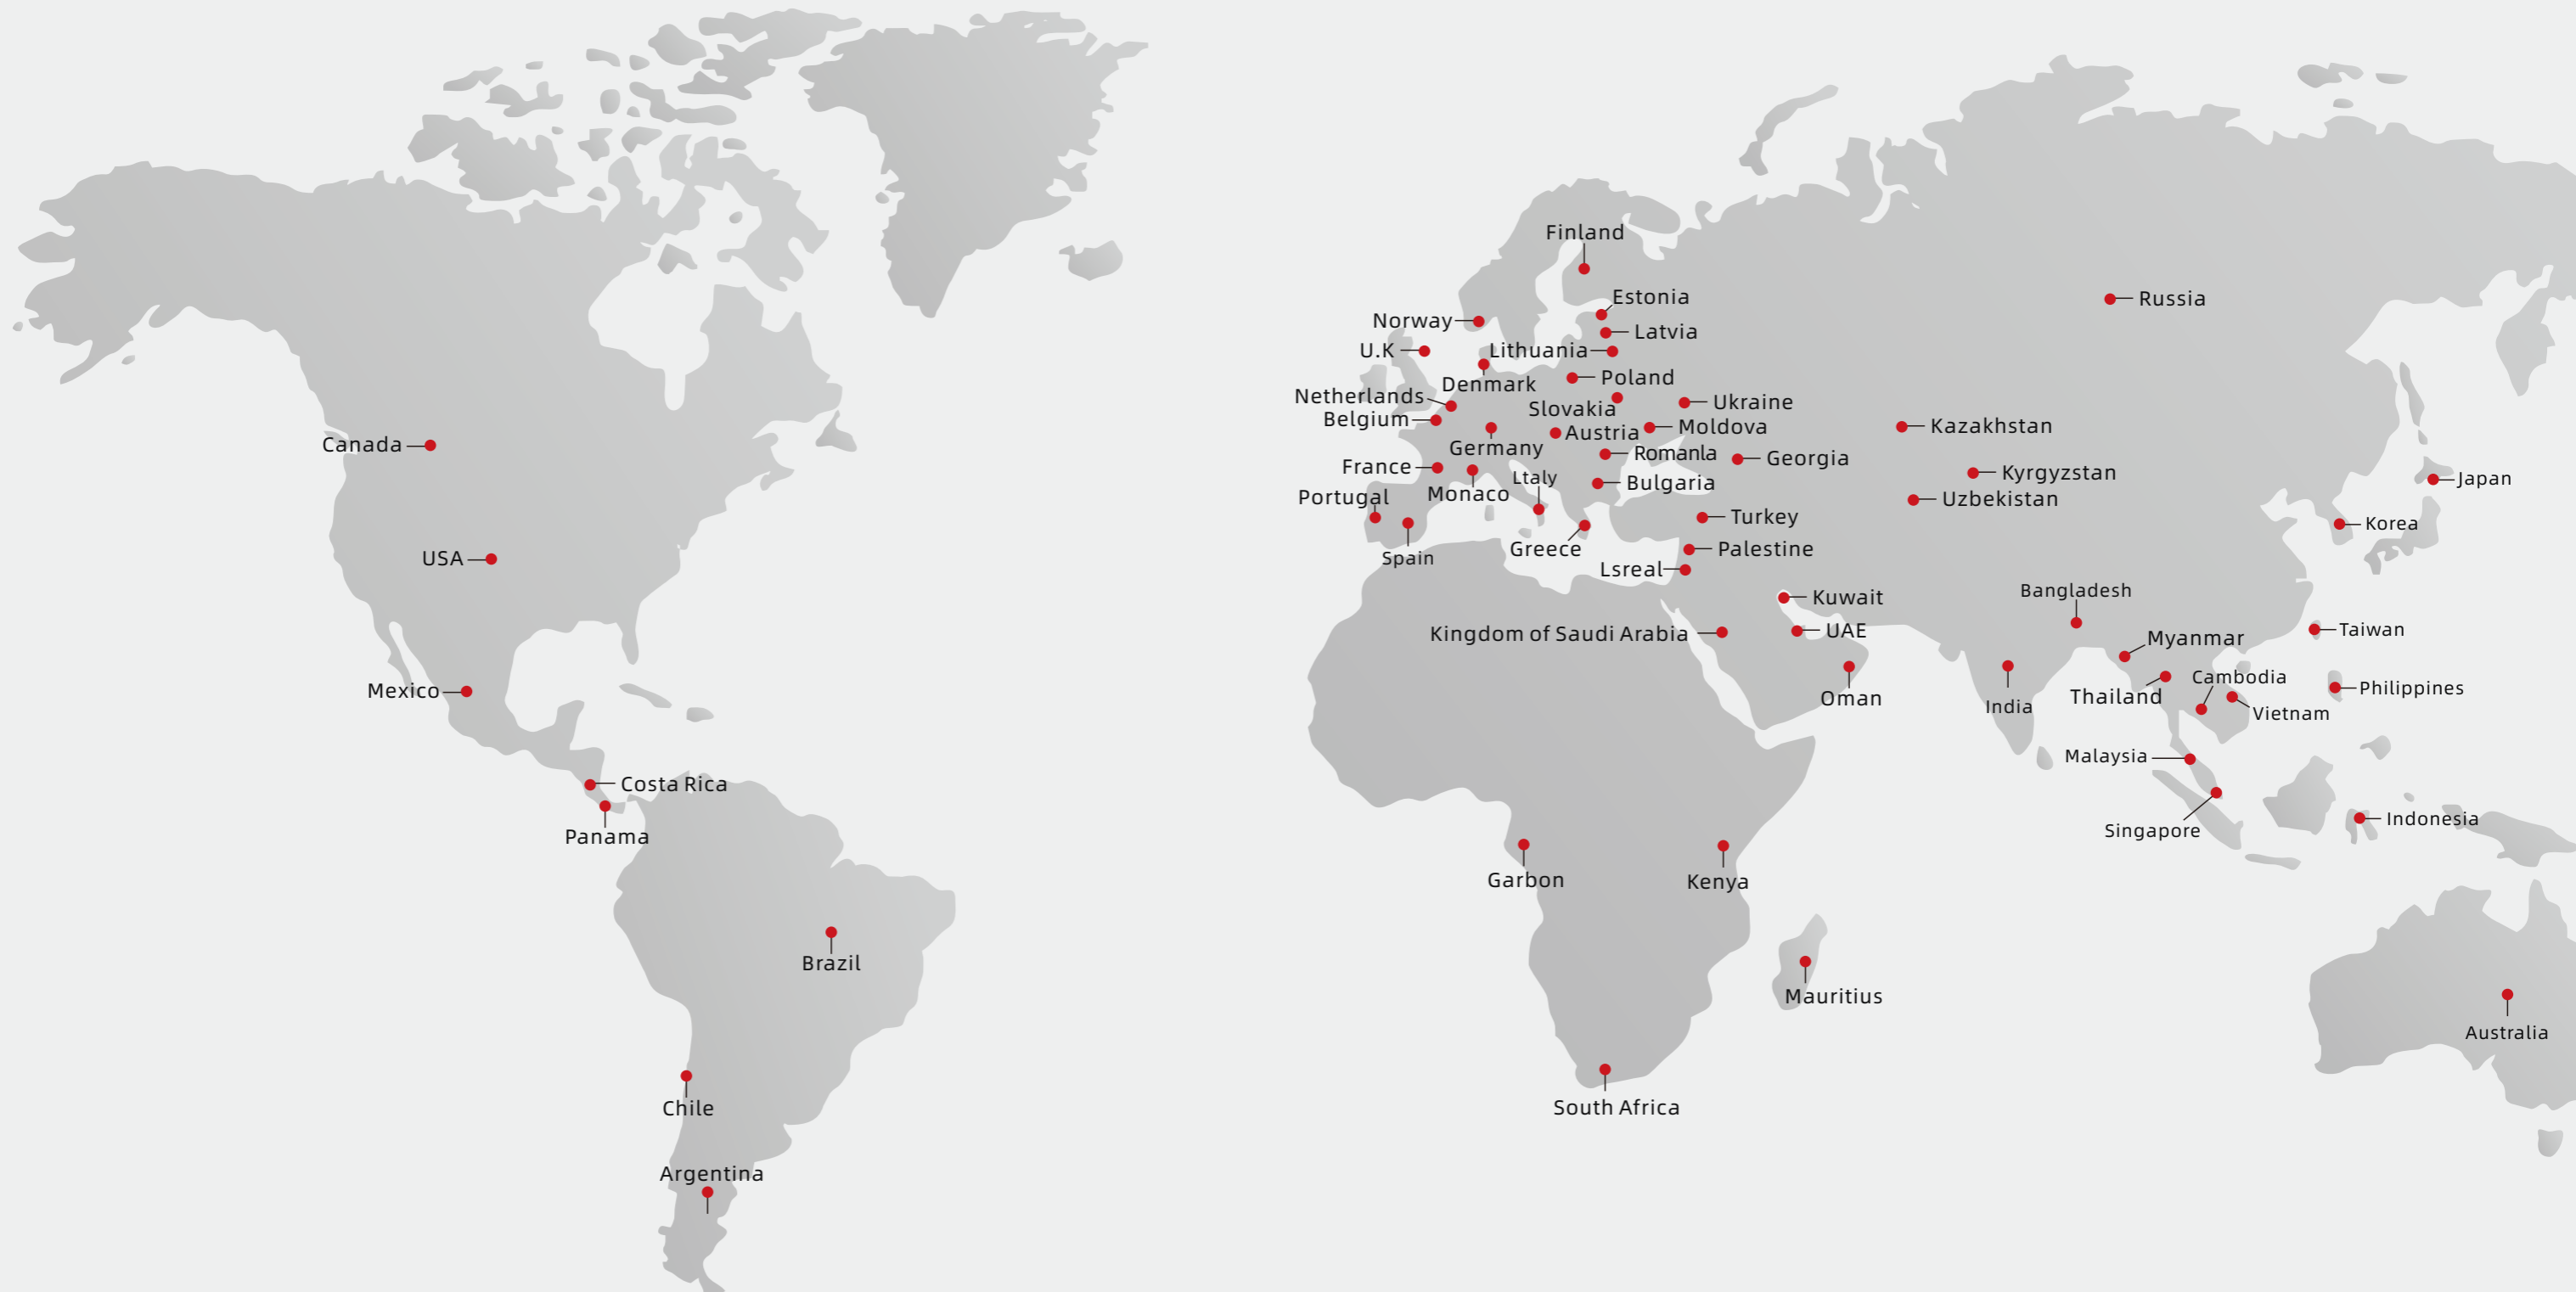 Finland
Estonia
Russia
Norway
Latvia
U.K
Lithuania
Poland
Denmark
Netherlands
Ukraine
Slovakia
Belgium
Kazakhstan
Moldova
Austria
Canada
Germany
Romanla
Georgia
France
Kyrgyzstan
Ltaly
Japan
Bulgaria
Monaco
Portugal
Uzbekistan
Turkey
Korea
Greece
Palestine
Spain
USA
Lsreal
Bangladesh
Kuwait
Taiwan
UAE
Kingdom of Saudi Arabia
Myanmar
Cambodia
Philippines
Mexico
Thailand
Oman
India
Vietnam
Malaysia
Costa Rica
Indonesia
Singapore
Panama
Garbon
Kenya
Brazil
Mauritius
Australia
South Africa
Chile
Argentina